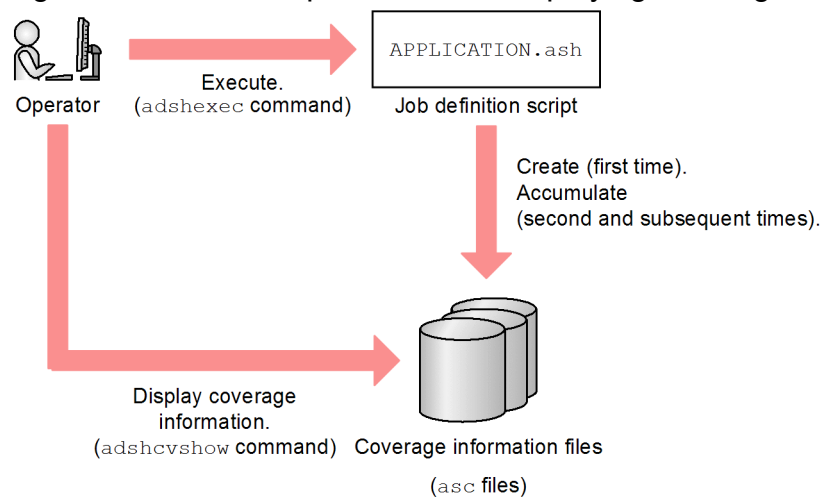 APPLICATION.ash
Execute.
(adshexec command)
Operator
Job definition script
Create (first time).
Accumulate
(second and subsequent times).
Display coverage
information.
(adshcvshow command)
Coverage information files
(asc files)